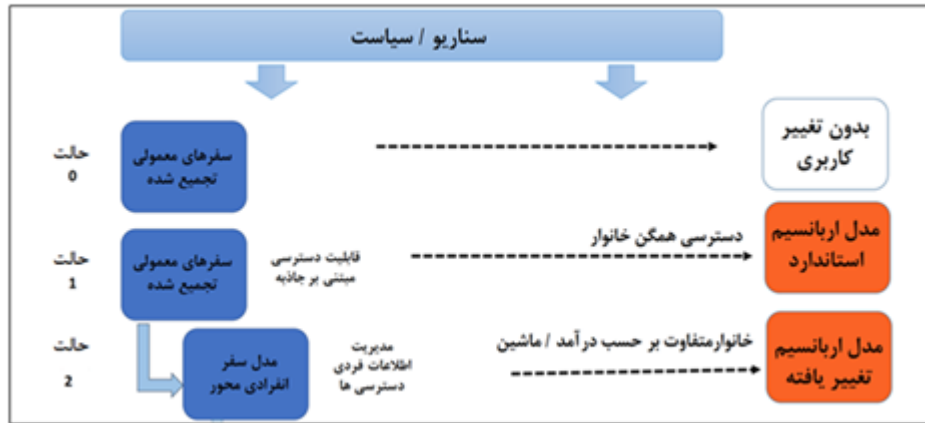 سناریو / سیاست
حالت
0
سفرهای معمولی
تجمیع شده
بدون تغییر
کاربری
حالت
1
سفرهای معمولی
تجمیع شده
قابلیت دسترسی
مبتنی بر جاذبه
دسترسی همگن خانوار
مدل اربانسیم
استاندارد
حالت
2
مدل سفر
انفرادی محور
مدیریت
اطلاعات فردی
دسترسی ها
خانوارمتفاوت بر حسب درآمد / ماشین
مدل اربانسیم
تغییر یافته